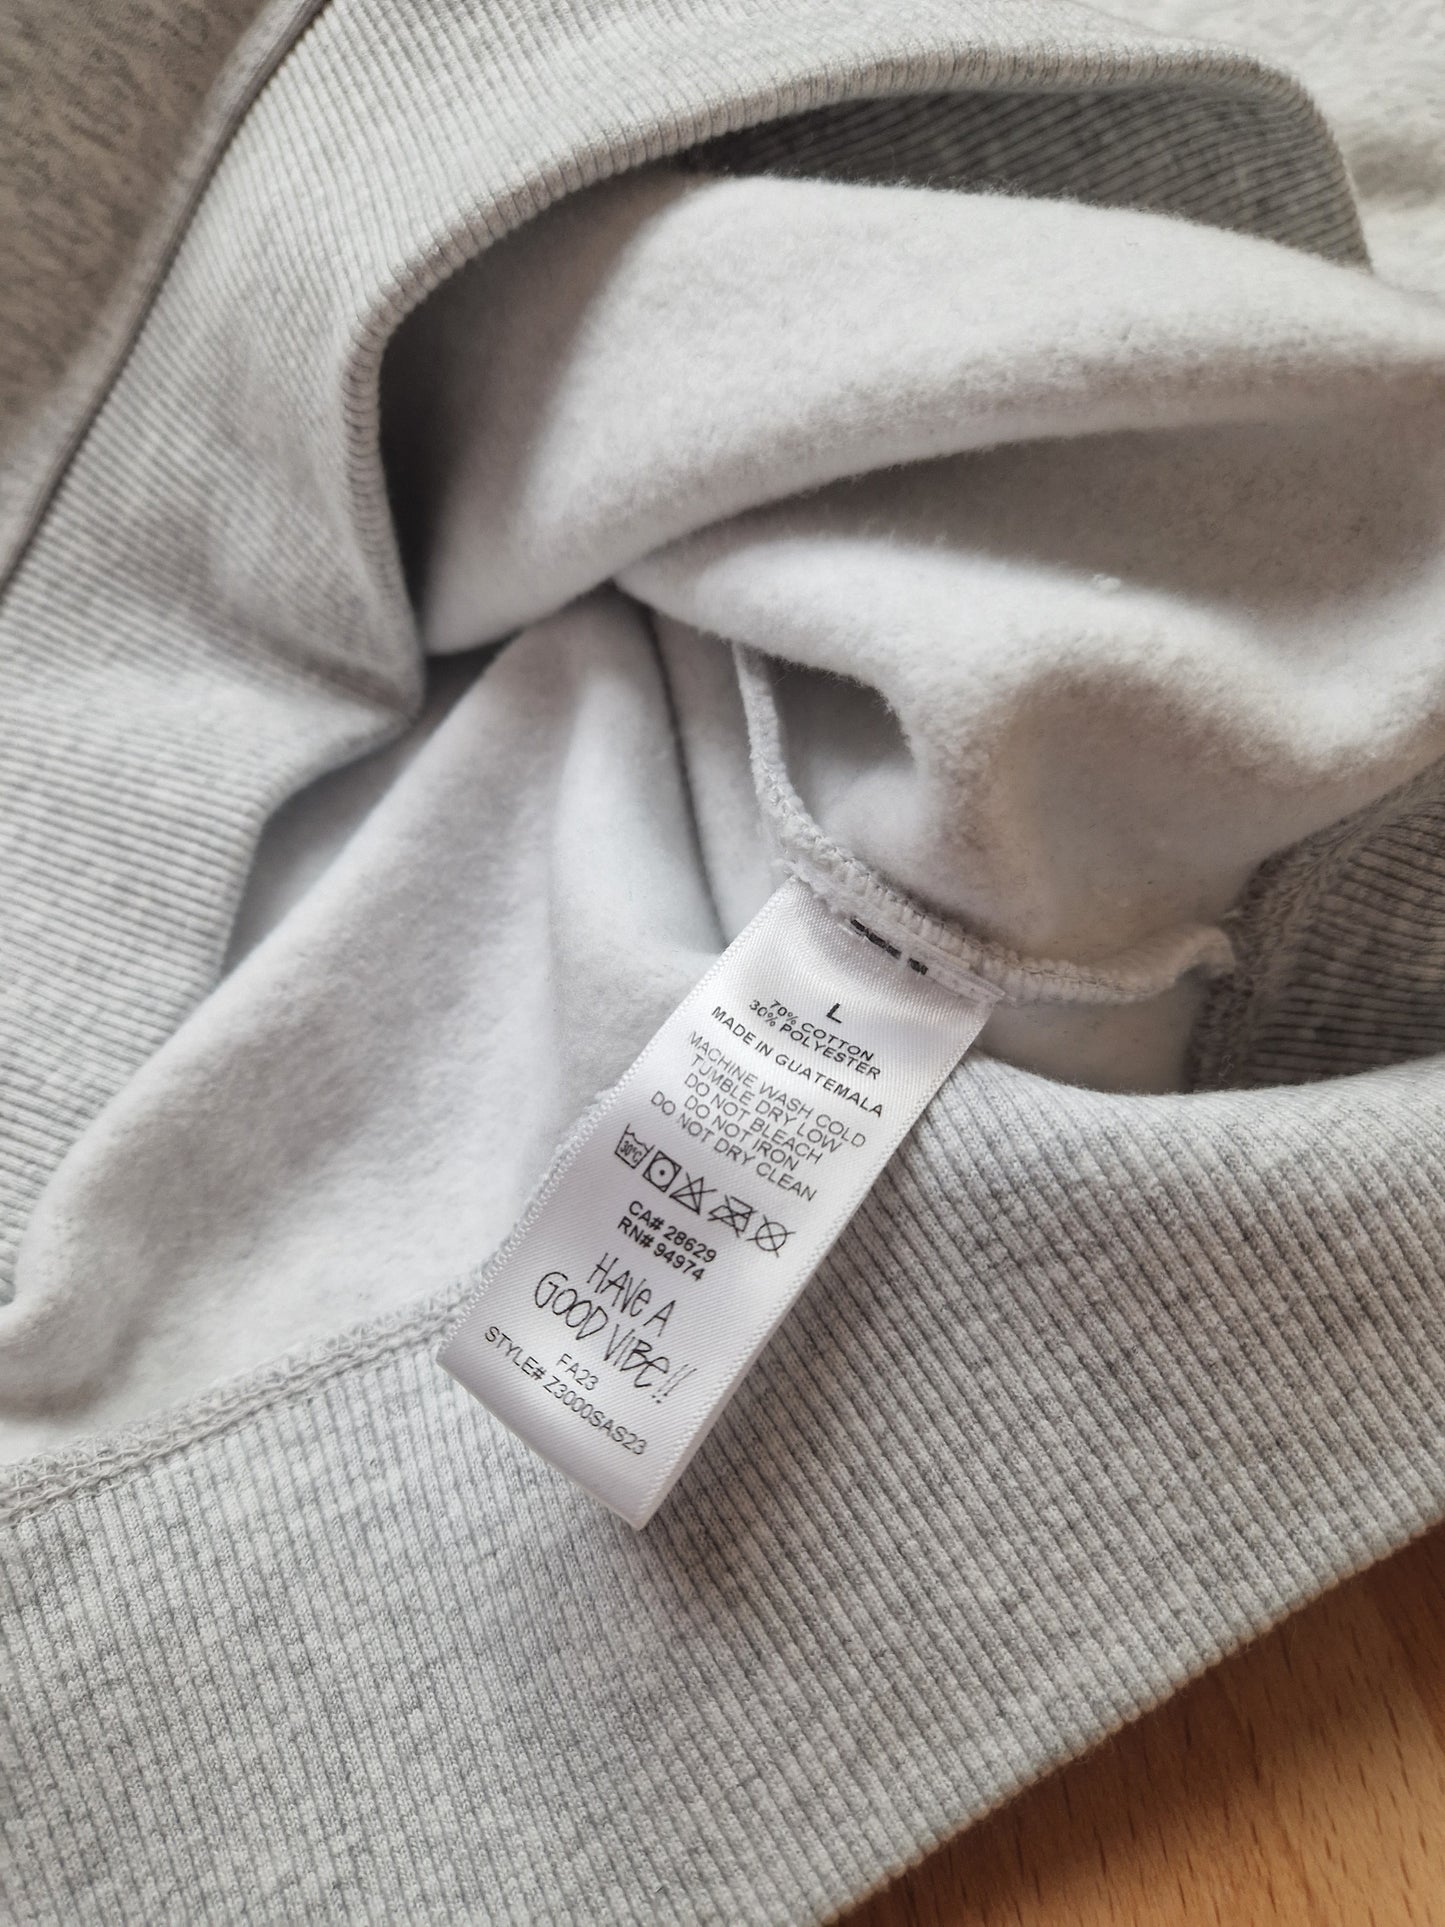 L
70% COTTON
30% POLYESTER
MADE IN GUATEMALA
MACHINE WASH COLD
TUMBLE DRY LOW
DO NOT BLEACH
DO NOT IRON
DO NOT DRY CLEAN
30°C
CA# 28629
RN# 94974
HAVE A
GOOD VIBE!!
FA23
STYLE# Z3000SAS23